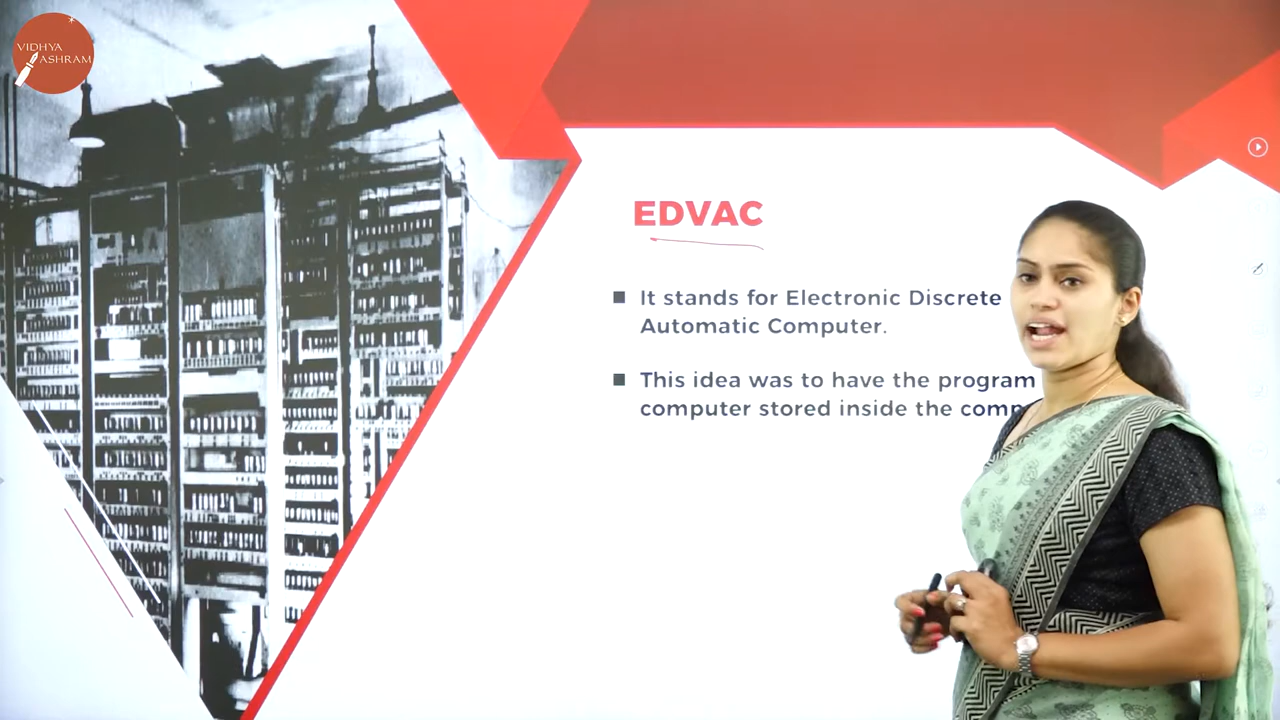 VIDHYA
ASHRAM
EDVAC
It stands for Electronic Discrete
Automatic Computer.
This idea was to have the program
computer stored inside the